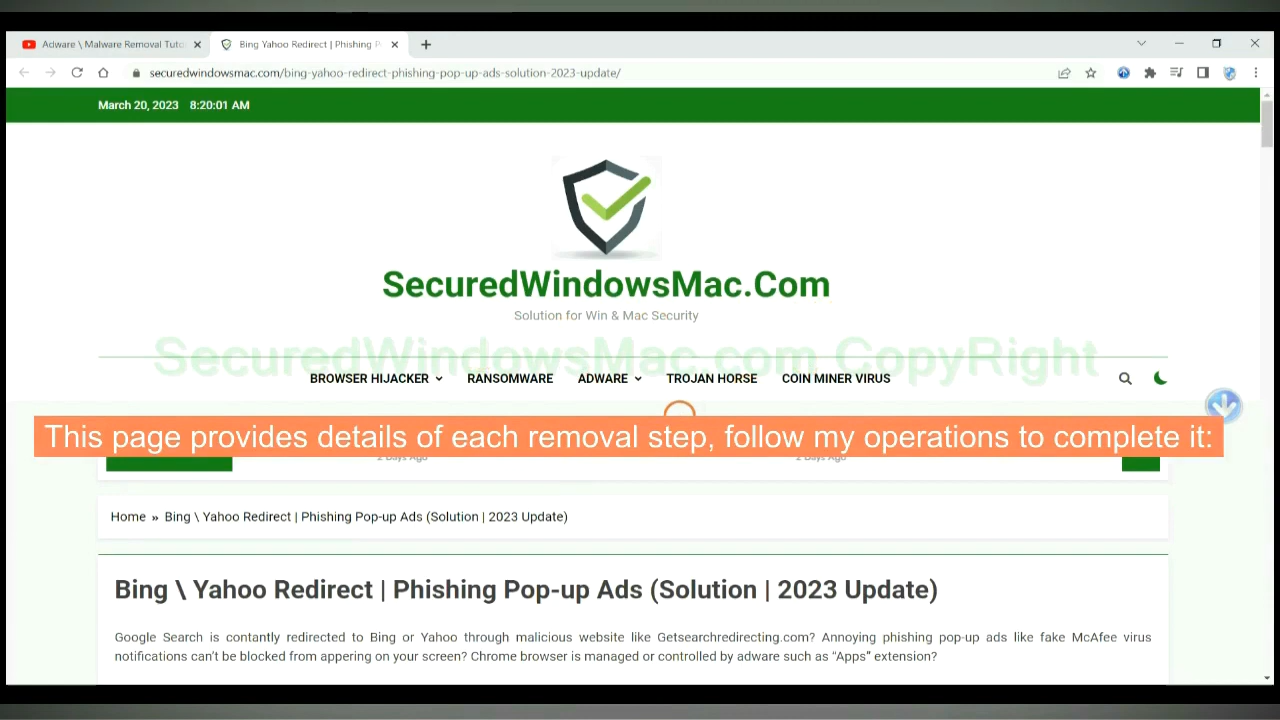 Adware \ Malware Removal Tuto
Bing Yahoo Redirect | Phishing P
securedwindowsmac.com/bing-yahoo-redirect-phishing-pop-up-ads-solution-2023-update/
March 20, 2023 8:20:01 AM
SecuredWindowsMac.Com
Solution for Win & Mac Security
SecuredWindowsMac.com CopyRight
BROWSER HIJACKER RANSOMWARE ADWARE TROJAN HORSE COIN MINER VIRUS
This page provides details of each removal step, follow my operations to complete it:
2 Days Ago 2 Days Ago
Home » Bing \ Yahoo Redirect | Phishing Pop-up Ads (Solution | 2023 Update)
Bing \ Yahoo Redirect | Phishing Pop-up Ads (Solution | 2023 Update)
Google Search is contantly redirected to Bing or Yahoo through malicious website like Getsearchredirecting.com? Annoying phishing pop-up ads like fake McAfee virus
notifications can't be blocked from appering on your screen? Chrome browser is managed or controlled by adware such as “Apps” extension?